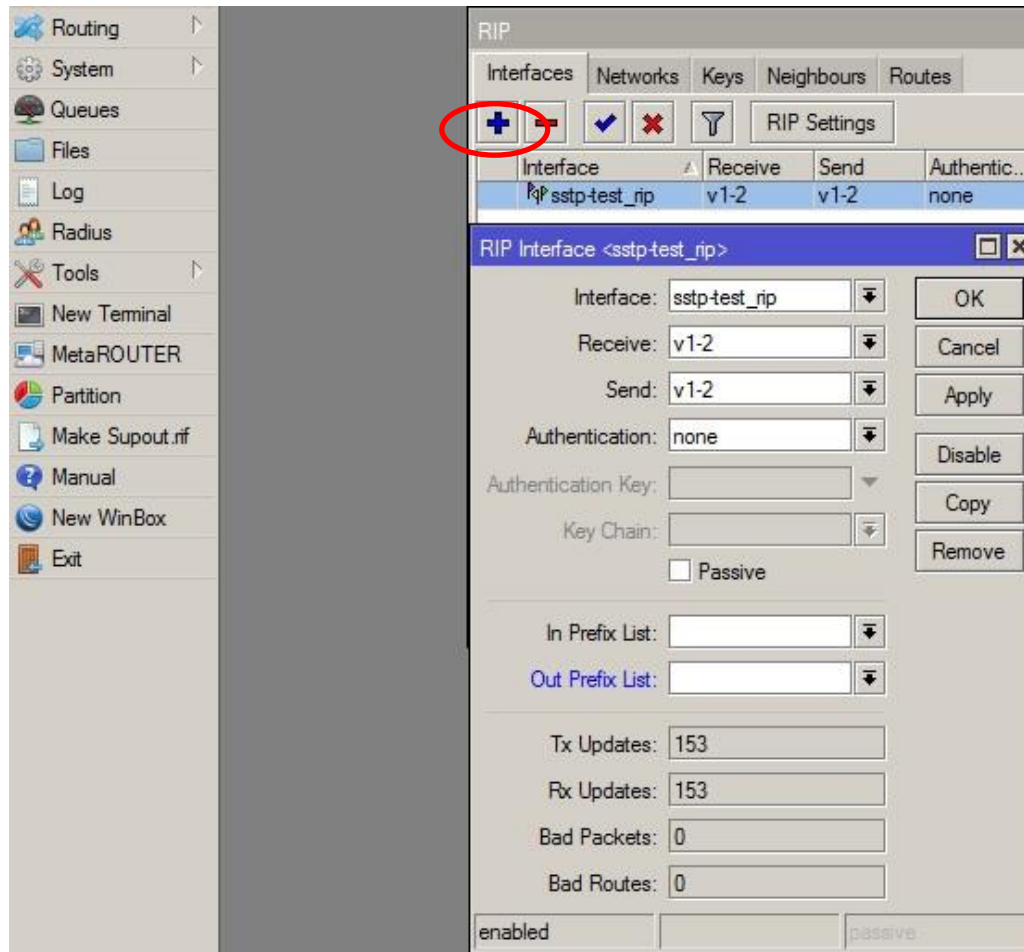 Routing
System
Queues
Files
Log
Radius
Tools
New Terminal
MetaROUTER
Partition
Make Supout.rif
Manual
New WinBox
Exit
RIP
Interfaces Networks Keys Neighbours Routes
RIP Settings
Interface Receive Send Authentic...
sstp-test_rip v1-2 v1-2 none
RIP Interface <sstp-test_rip>
Interface: sstp-test_rip OK
Receive: v1-2 Cancel
Send: v1-2 Apply
Authentication: none Disable
Authentication Key: Copy
Key Chain: Remove
Passive
In Prefix List:
Out Prefix List:
Tx Updates: 153
Rx Updates: 153
Bad Packets: 0
Bad Routes: 0
enabled passive